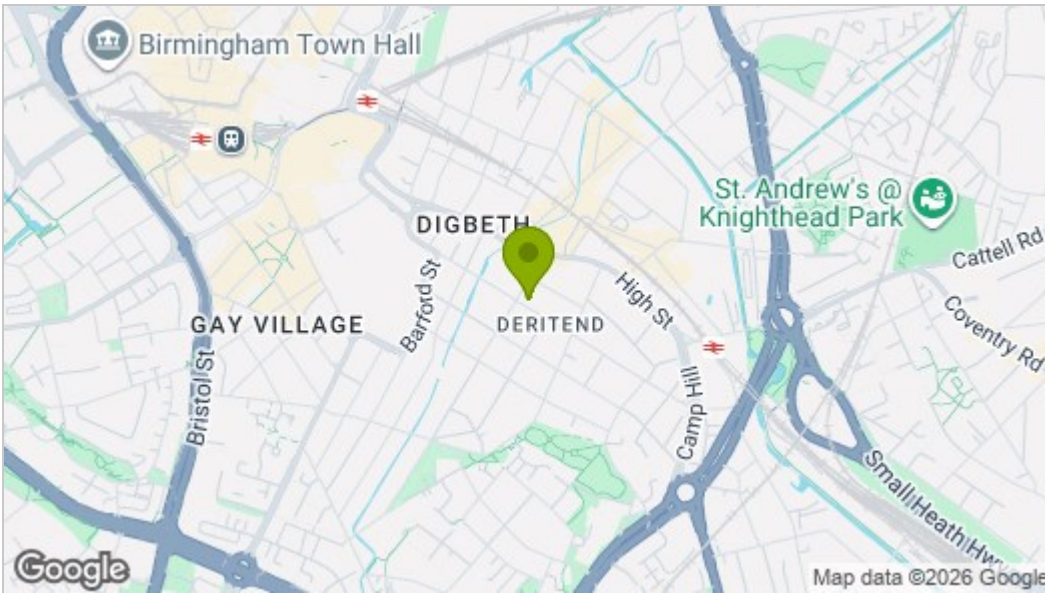 Birmingham Town Hall
St. Andrew's @
Knighthead Park
DIGBETH
Cattell Rd
Barford St
High St
Coventry Rd
GAY VILLAGE
DERITEND
Bristol St
Camp Hill
Small Heath Hwy
Google
Map data ©2026 Google